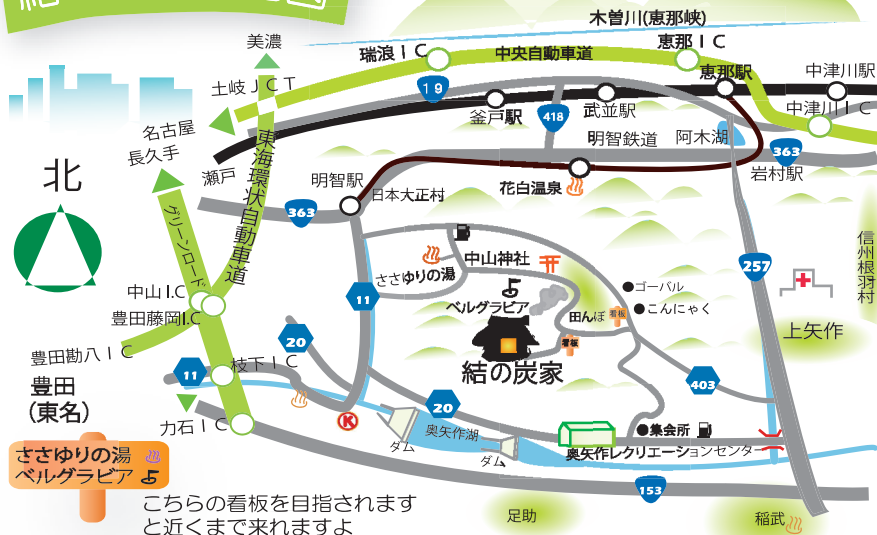 木曽川(恵那峡)
美濃
瑞浪IC
中央自動車道
恵那IC
土岐JCT
19
恵那駅
中津川駅
釜戸駅
武並駅
中津川IC
名古屋
長久手
418
明智鉄道
阿木湖
363
瀬戸
東海環状自動車道
北
明智駅
日本大正村
花白温泉
岩村駅
363
グリーンロード
中山神社
ささゆりの湯
信州根羽村
257
ゴーバル
こんにゃく
中山I.C
11
ベルグラビア
田んぼ
看板
看板
豊田藤岡I.C
上矢作
20
豊田勘八IC
枝下IC
11
結の炭家
403
豊田
(東名)
20
力石IC
K
奥矢作湖
集会所
ダム
ダム
奥矢作レクリエーションセンター
ささゆりの湯
ベルグラビア
153
こちらの看板を目指されます
と近くまで来れますよ
足助
稲武